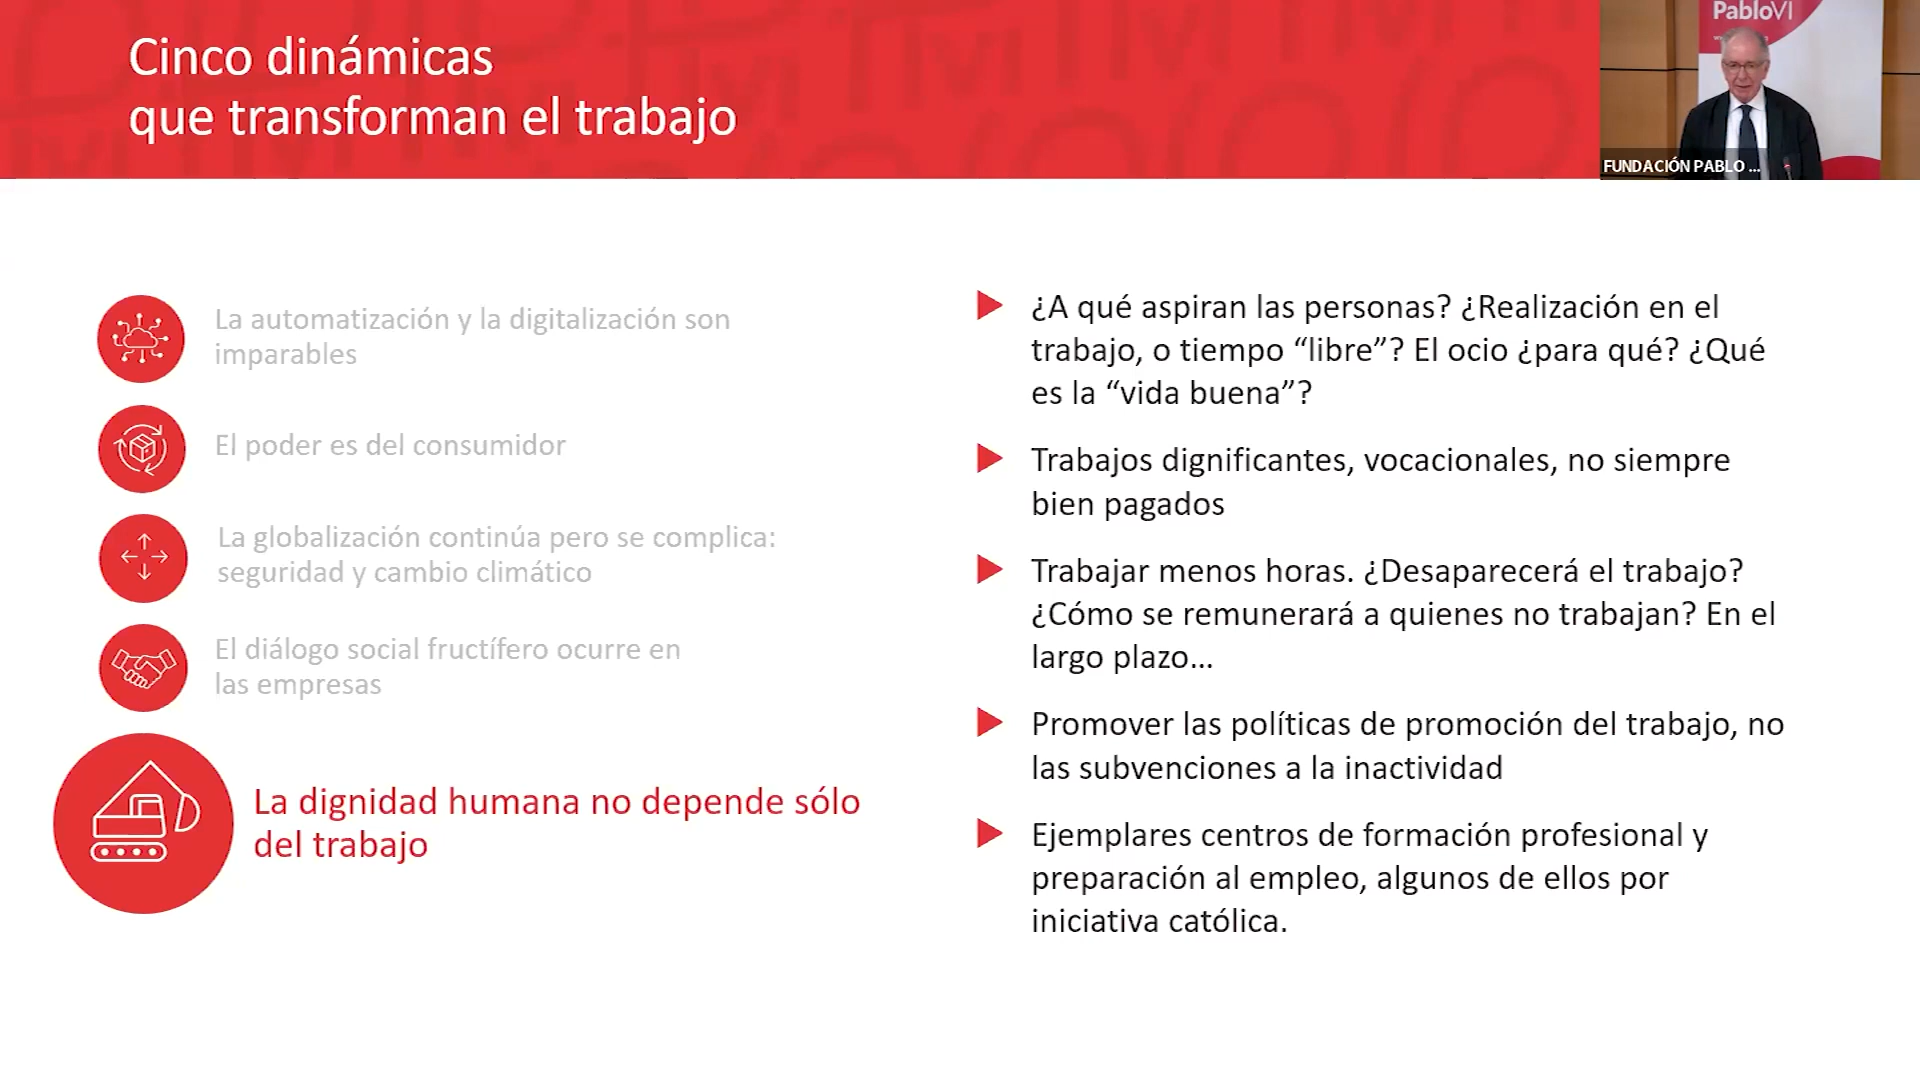 Cinco dinámicas
que transforman el trabajo
PabloVI
FUNDACIÓN PABLO ...
La automatización y la digitalización son
imparables
El poder es del consumidor
La globalización continúa pero se complica:
seguridad y cambio climático
El diálogo social fructífero ocurre en
las empresas
La dignidad humana no depende sólo
del trabajo
¿A qué aspiran las personas? ¿Realización en el
trabajo, o tiempo “libre”? El ocio ¿para qué? ¿Qué
es la “vida buena”?
Trabajos dignificantes, vocacionales, no siempre
bien pagados
Trabajar menos horas. ¿Desaparecerá el trabajo?
¿Cómo se remunerará a quienes no trabajan? En el
largo plazo...
Promover las políticas de promoción del trabajo, no
las subvenciones a la inactividad
Ejemplares centros de formación profesional y
preparación al empleo, algunos de ellos por
iniciativa católica.